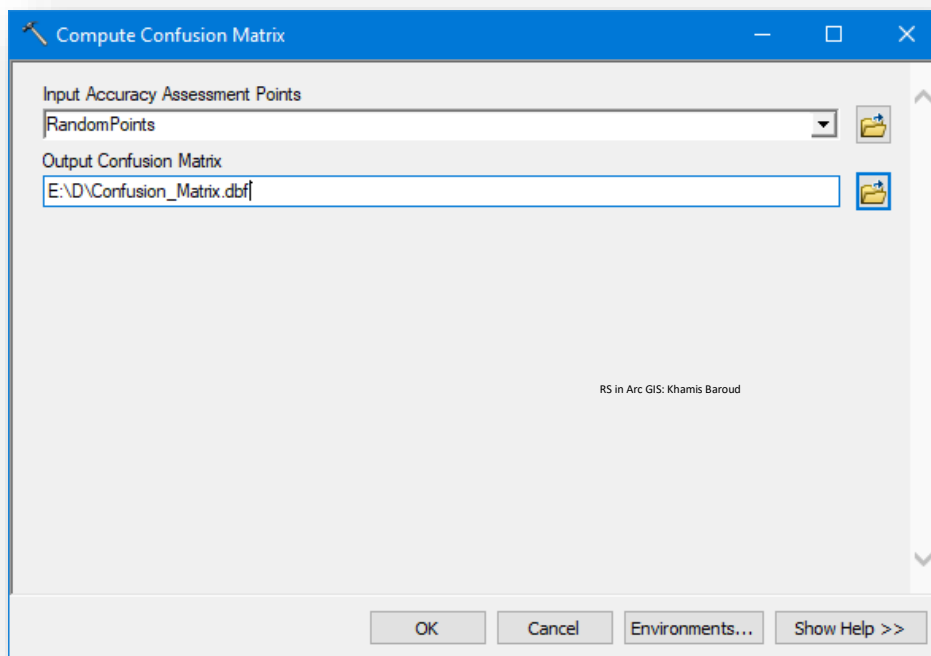 Compute Confusion Matrix
Input Accuracy Assessment Points
RandomPoints
Output Confusion Matrix
E:\D\Confusion_Matrix.dbf
RS in Arc GIS: Khamis Baroud
OK Cancel Environments... Show Help >>